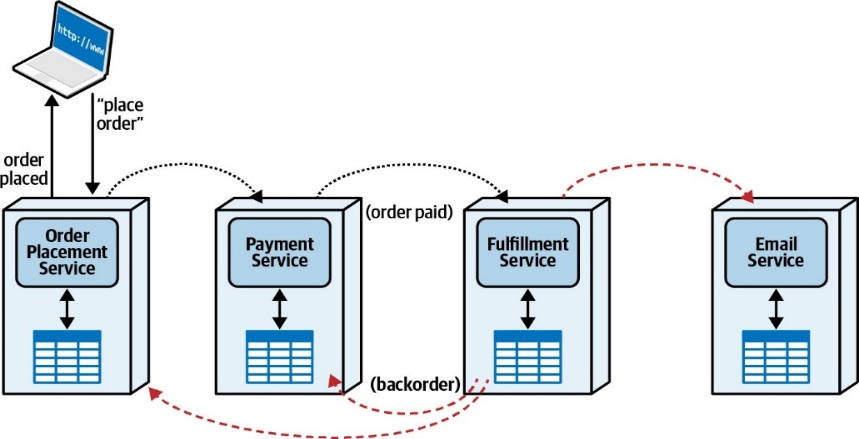 http://www
"place
order"
order
placed
(order paid)
Order
Placement
Service
Payment
Service
Fulfillment
Service
Email
Service
(backorder)